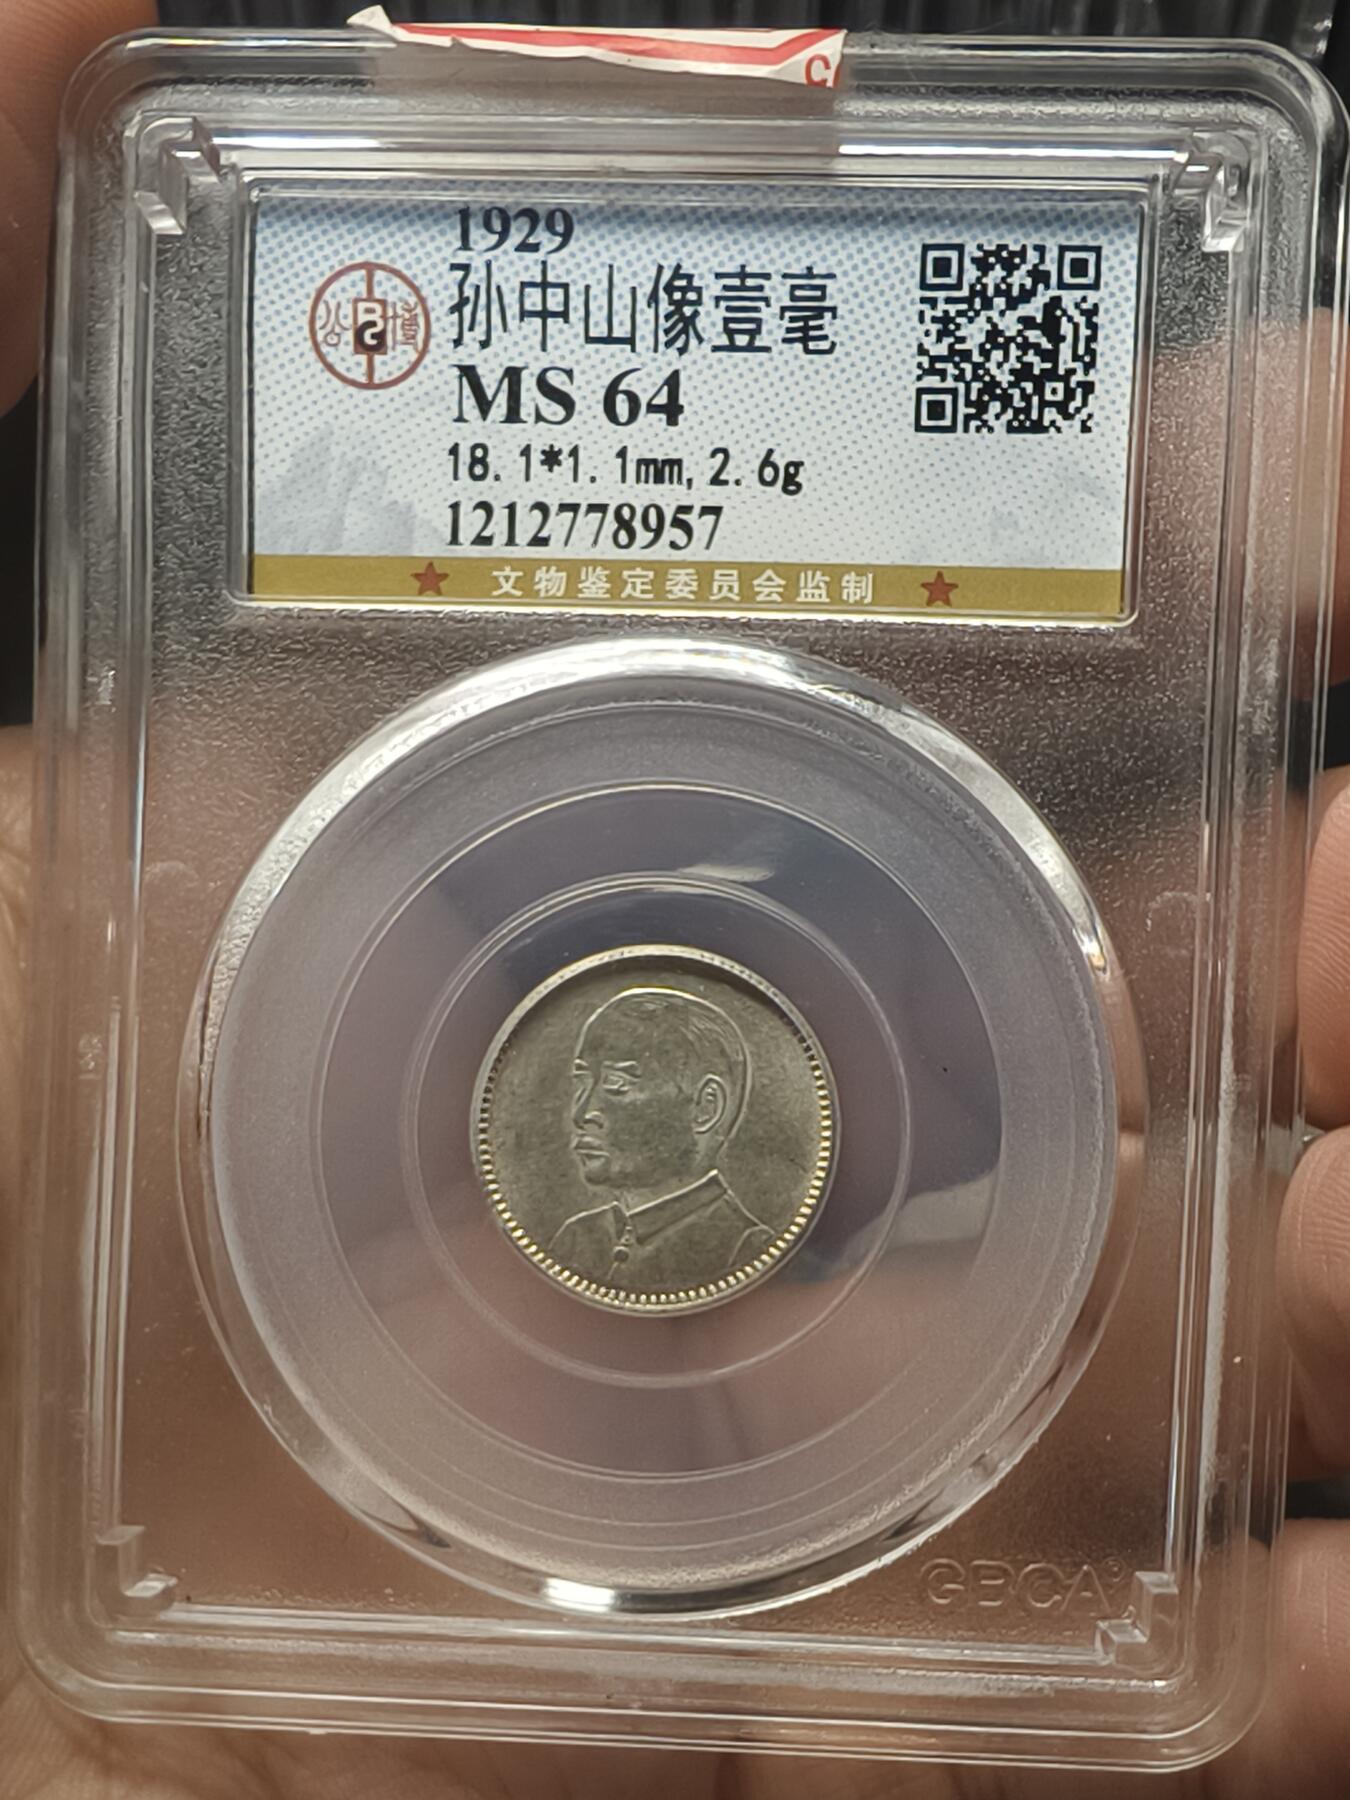 1929
孙中山像壹毫
MS 64
18.1*1.1mm,2.6g
1212778957
★ 文物鉴定委员会监制 ★
GBCA®